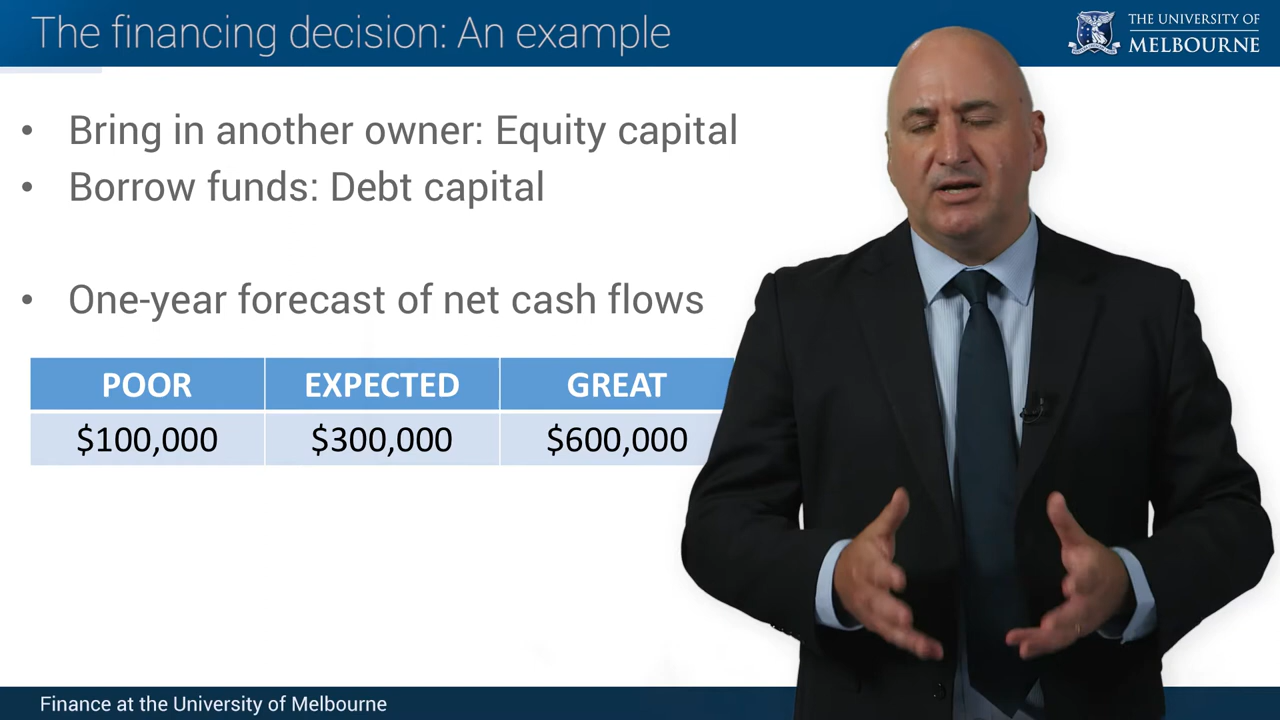 The financing decision: An example
THE UNIVERSITY OF
MELBOURNE
• Bring in another owner: Equity capital
• Borrow funds: Debt capital
• One-year forecast of net cash flows
POOR EXPECTED GREAT
$100,000 $300,000 $600,000
Finance at the University of Melbourne